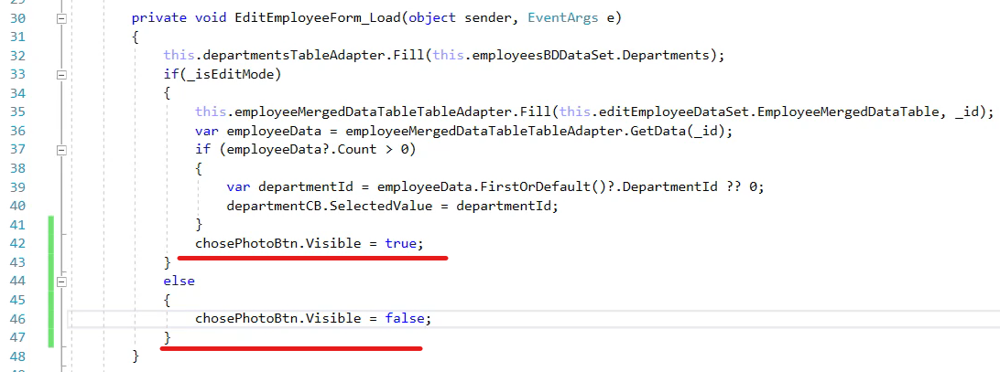 30 private void EditEmployeeForm_Load(object sender, EventArgs e)
31 {
32 this.departmentsTableAdapter.Fill(this.employeesBDDataSet.Departments);
33 if(_isEditMode)
34 {
35 this.employeeMergedDataTableTableAdapter.Fill(this.editEmployeeDataSet.EmployeeMergedDataTable, _id);
36 var employeeData = employeeMergedDataTableTableAdapter.GetData(_id);
37 if (employeeData?.Count > 0)
38 {
39 var departmentId = employeeData.FirstOrDefault()?.DepartmentId ?? 0;
40 departmentCB.SelectedValue = departmentId;
41 }
42 chosePhotoBtn.Visible = true;
43 }
44 else
45 {
46 chosePhotoBtn.Visible = false;
47 }
48 }